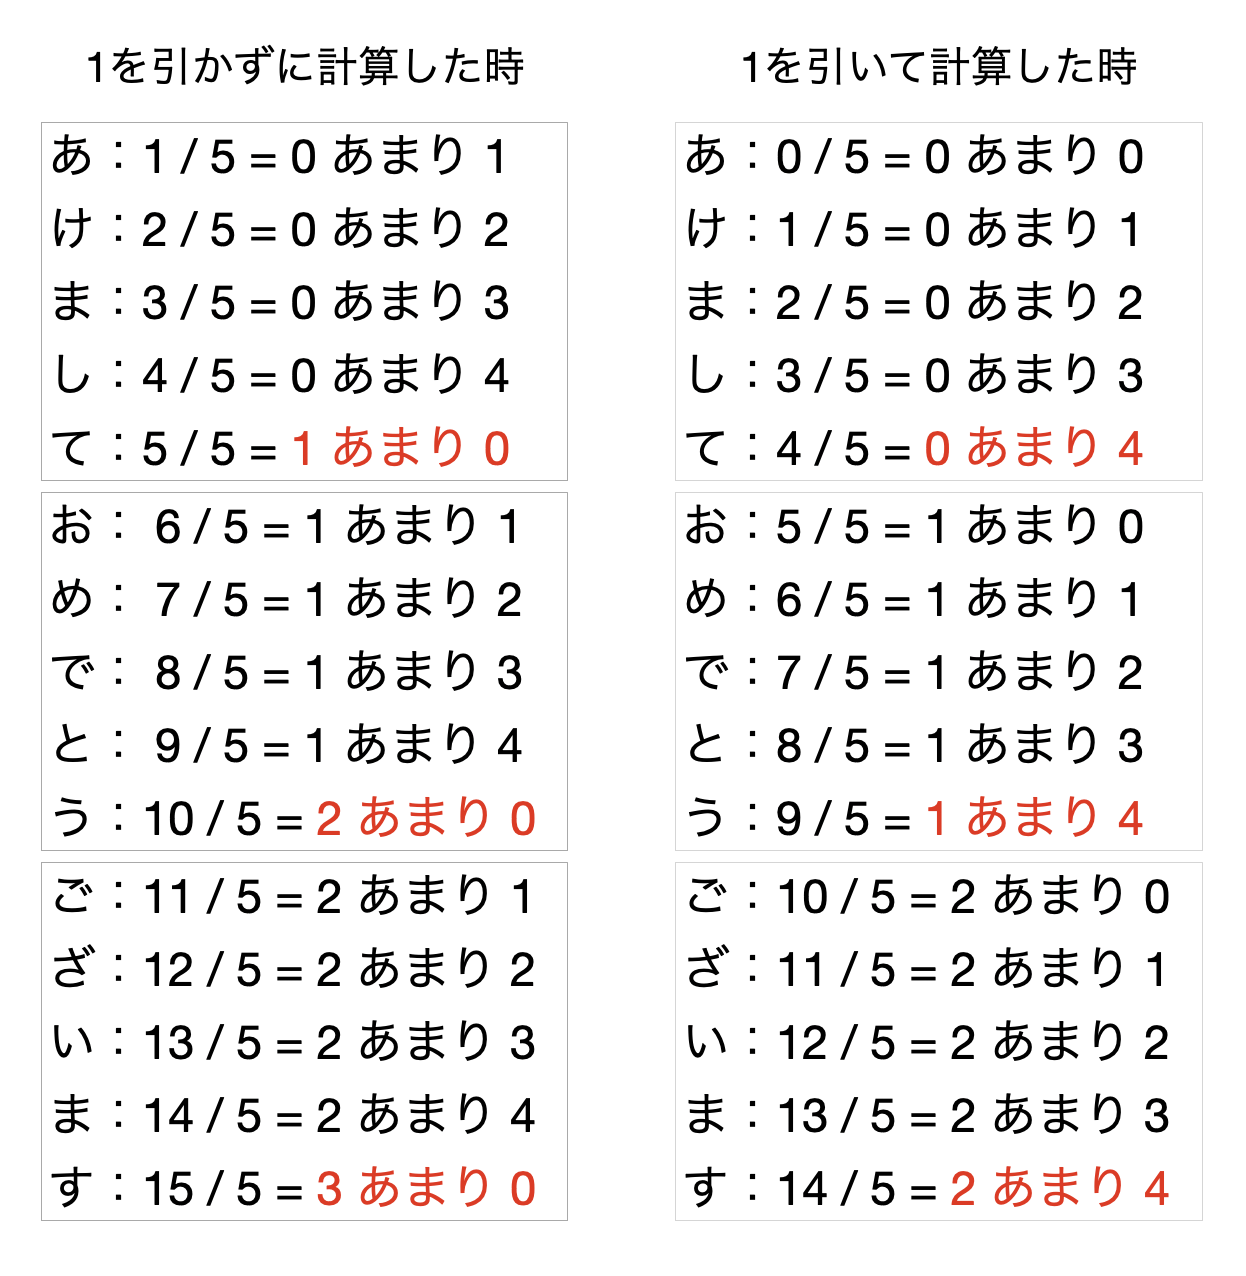 1を引かずに計算した時
あ：1 / 5 = 0 あまり 1
け：2 / 5 = 0 あまり 2
ま：3 / 5 = 0 あまり 3
し：4 / 5 = 0 あまり 4
て：5 / 5 = 1 あまり 0
お： 6 / 5 = 1 あまり 1
め： 7 / 5 = 1 あまり 2
で： 8 / 5 = 1 あまり 3
と： 9 / 5 = 1 あまり 4
う：10 / 5 = 2 あまり 0
ご：11 / 5 = 2 あまり 1
ざ：12 / 5 = 2 あまり 2
い：13 / 5 = 2 あまり 3
ま：14 / 5 = 2 あまり 4
す：15 / 5 = 3 あまり 0
1を引いて計算した時
あ：0 / 5 = 0 あまり 0
け：1 / 5 = 0 あまり 1
ま：2 / 5 = 0 あまり 2
し：3 / 5 = 0 あまり 3
て：4 / 5 = 0 あまり 4
お：5 / 5 = 1 あまり 0
め：6 / 5 = 1 あまり 1
で：7 / 5 = 1 あまり 2
と：8 / 5 = 1 あまり 3
う：9 / 5 = 1 あまり 4
ご：10 / 5 = 2 あまり 0
ざ：11 / 5 = 2 あまり 1
い：12 / 5 = 2 あまり 2
ま：13 / 5 = 2 あまり 3
す：14 / 5 = 2 あまり 4